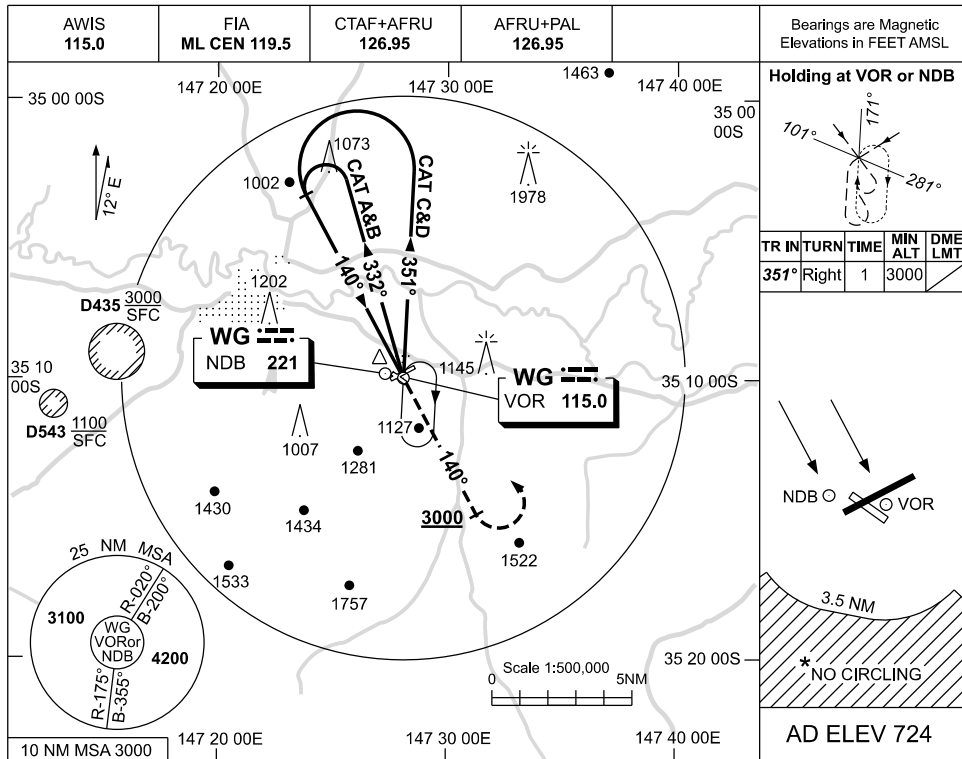 AWIS
115.0
FIA
ML CEN 119.5
CTAF+AFRU
126.95
AFRU+PAL
126.95
Bearings are Magnetic
Elevations in FEET AMSL
147 20 00E
147 30 00E
1463
147 40 00E
35 00 00S
35 00
00S
12° E
1073
1002
CAT A&B
CAT C&D
1978
140°
332°
351°
1202
D435 3000
SFC
WG
NDB 221
1145
WG
VOR 115.0
35 10
00S
35 10 00S
D543 1100
SFC
1007
1127
1281
140°
1430
1434
3000
1522
1533
1757
25 NM MSA
R-020°
B-200°
3100
WG
VORor
NDB
4200
R-175°
B-355°
Scale 1:500,000
0
5NM
35 20 00S
10 NM MSA 3000
147 20 00E
147 30 00E
147 40 00E
Holding at VOR or NDB
171°
101°
281°
TR IN TURN TIME MIN ALT DME LMT
351° Right 1 3000
NDB
VOR
3.5 NM
*NO CIRCLING
AD ELEV 724